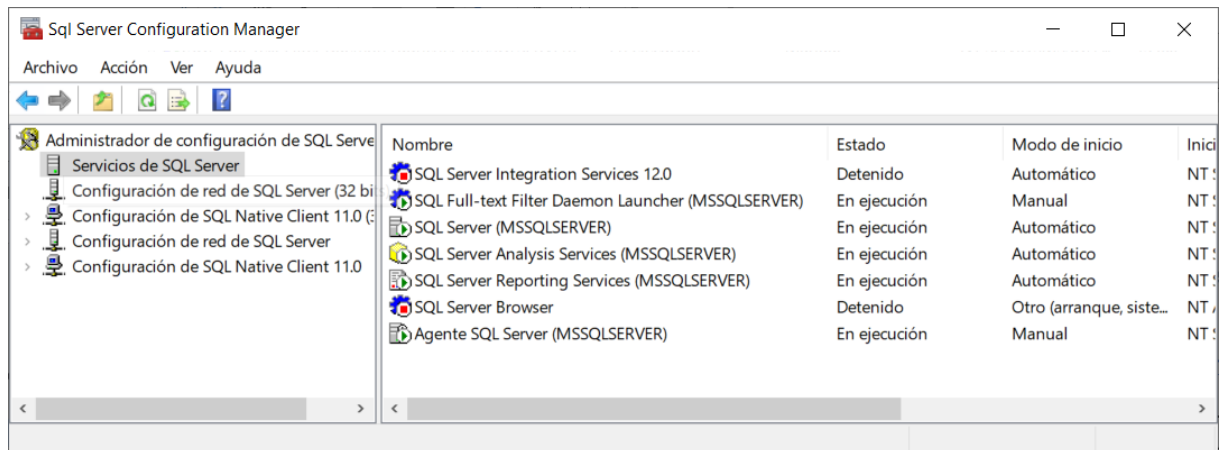 Sql Server Configuration Manager
Archivo Acción Ver Ayuda
Administrador de configuración de SQL Serve
Servicios de SQL Server
Configuración de red de SQL Server (32 bi
Configuración de SQL Native Client 11.0 (
Configuración de red de SQL Server
Configuración de SQL Native Client 11.0
Nombre Estado Modo de inicio Inici
SQL Server Integration Services 12.0 Detenido Automático NT
SQL Full-text Filter Daemon Launcher (MSSQLSERVER) En ejecución Manual NT
SQL Server (MSSQLSERVER) En ejecución Automático NT
SQL Server Analysis Services (MSSQLSERVER) En ejecución Automático NT
SQL Server Reporting Services (MSSQLSERVER) En ejecución Automático NT
SQL Server Browser Detenido Otro (arranque, siste... NT
Agente SQL Server (MSSQLSERVER) En ejecución Manual NT